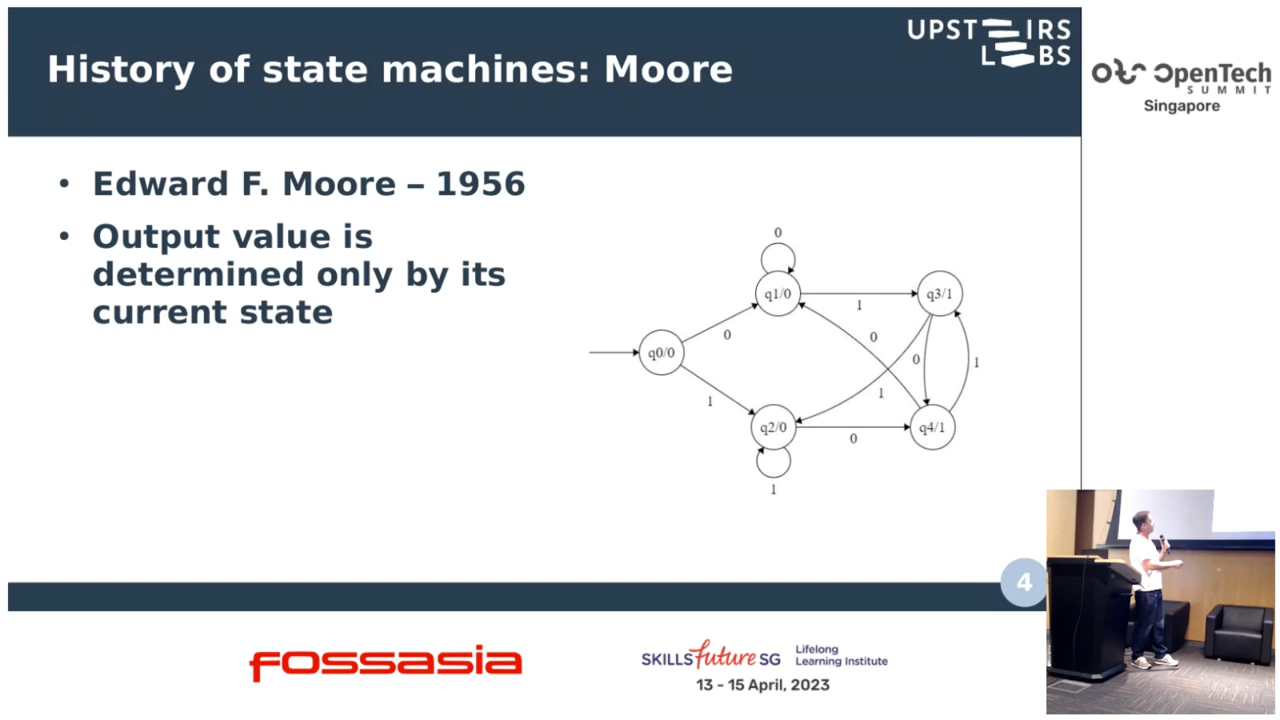 UPSTAIRS
LABS
History of state machines: Moore
OpenTech
SUMMIT
Singapore
• Edward F. Moore – 1956
• Output value is
determined only by its
current state
0
q1/0
1
q3/1
0
0
q0/0
0
1
1
1
q2/0
0
q4/1
1
4
fossasia
SKILLSfuture SG
Lifelong
Learning Institute
13 - 15 April, 2023